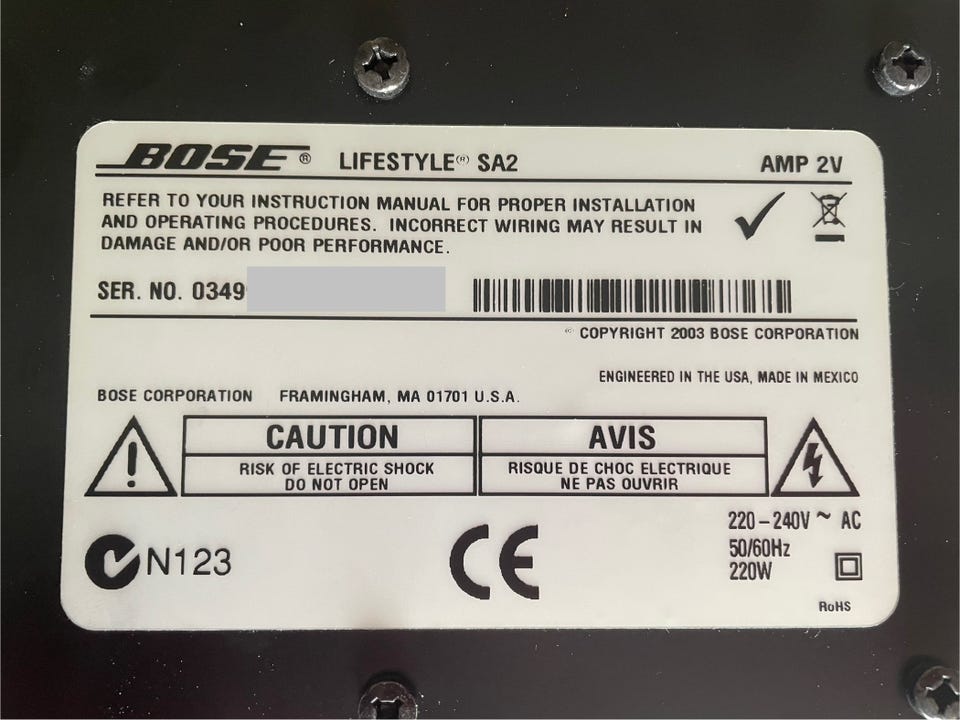 BOSE® LIFESTYLE® SA2 AMP 2V
REFER TO YOUR INSTRUCTION MANUAL FOR PROPER INSTALLATION
AND OPERATING PROCEDURES. INCORRECT WIRING MAY RESULT IN
DAMAGE AND/OR POOR PERFORMANCE.
SER. NO. 0349
© COPYRIGHT 2003 BOSE CORPORATION
ENGINEERED IN THE USA, MADE IN MEXICO
BOSE CORPORATION FRAMINGHAM, MA 01701 U.S.A.
CAUTION
RISK OF ELECTRIC SHOCK
DO NOT OPEN
AVIS
RISQUE DE CHOC ELECTRIQUE
NE PAS OUVRIR
N123
CE
220-240V ~ AC
50/60Hz
220W
RoHS